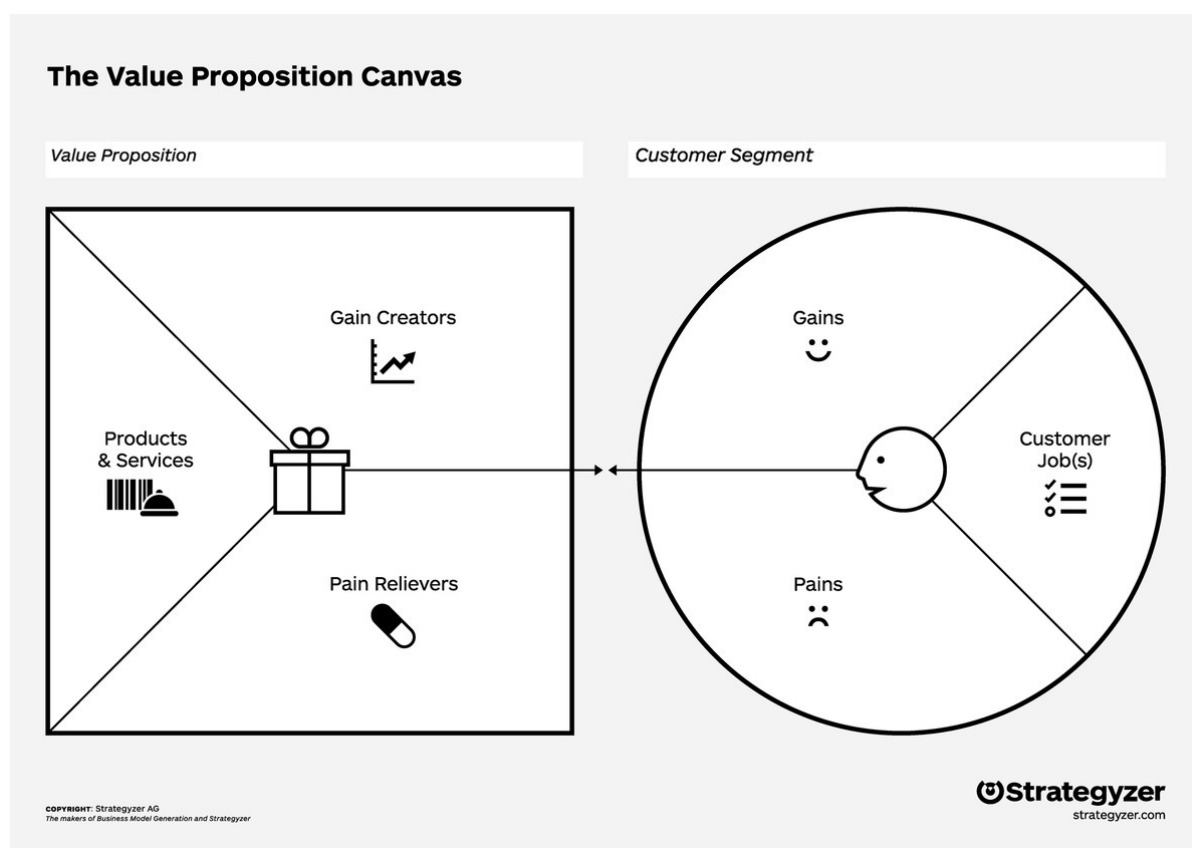 The Value Proposition Canvas
Value Proposition
Customer Segment
Gain Creators
Gains
Products
& Services
Customer
Job(s)
Pain Relievers
Pains
COPYRIGHT: Strategyzer AG
The makers of Business Model Generation and Strategyzer
Strategyzer
strategyzer.com